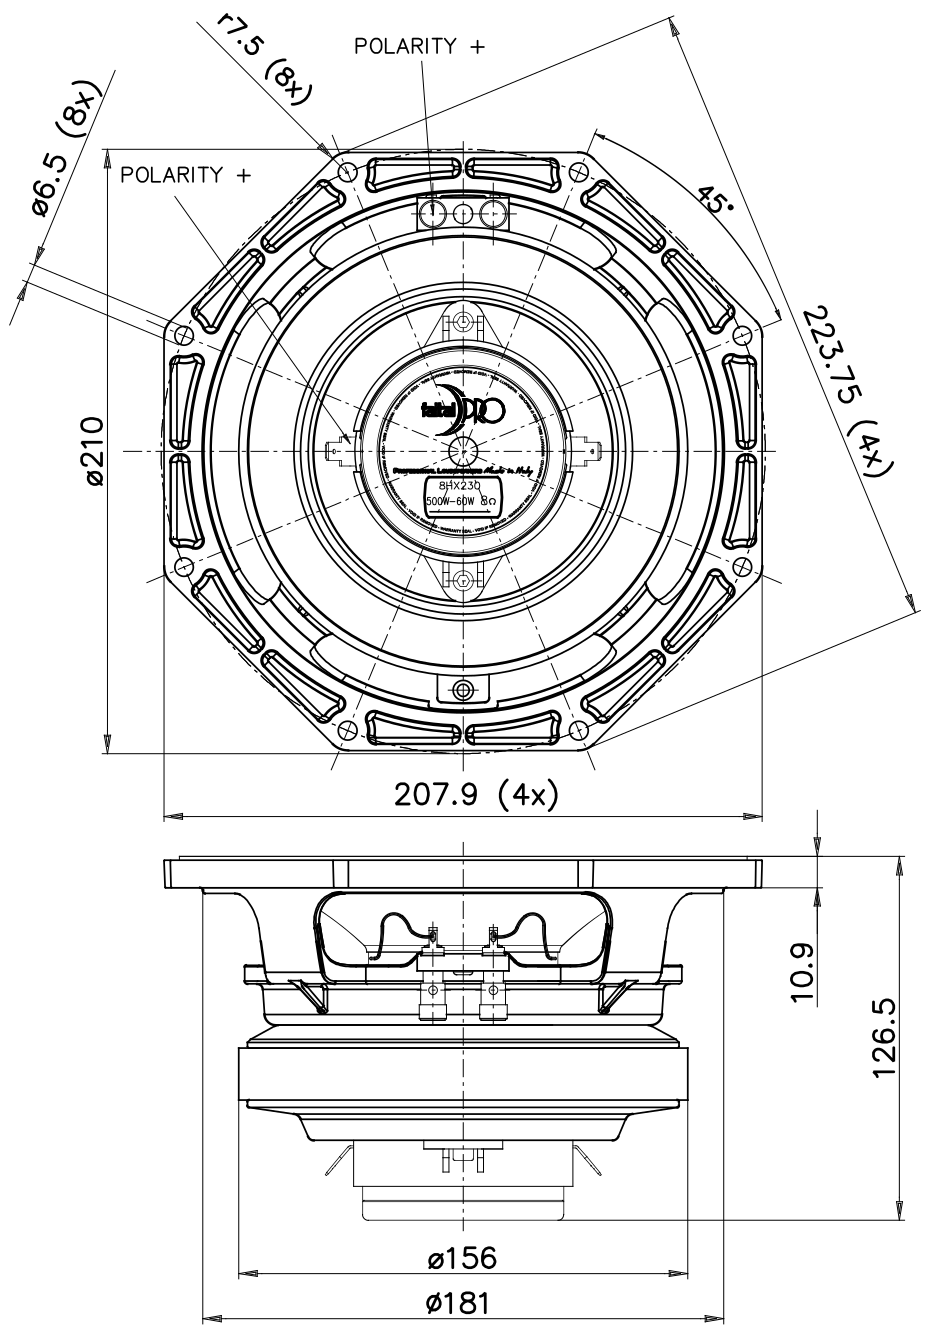 r7.5 (8x)
POLARITY +
ø6.5 (8x)
POLARITY +
45°
223.75 (4x)
ø210
faital PRO
PROFESSIONAL LOUDSPEAKERS Made in Italy
8HX230
500W-60W 8Ω
207.9 (4x)
10.9
126.5
ø156
ø181